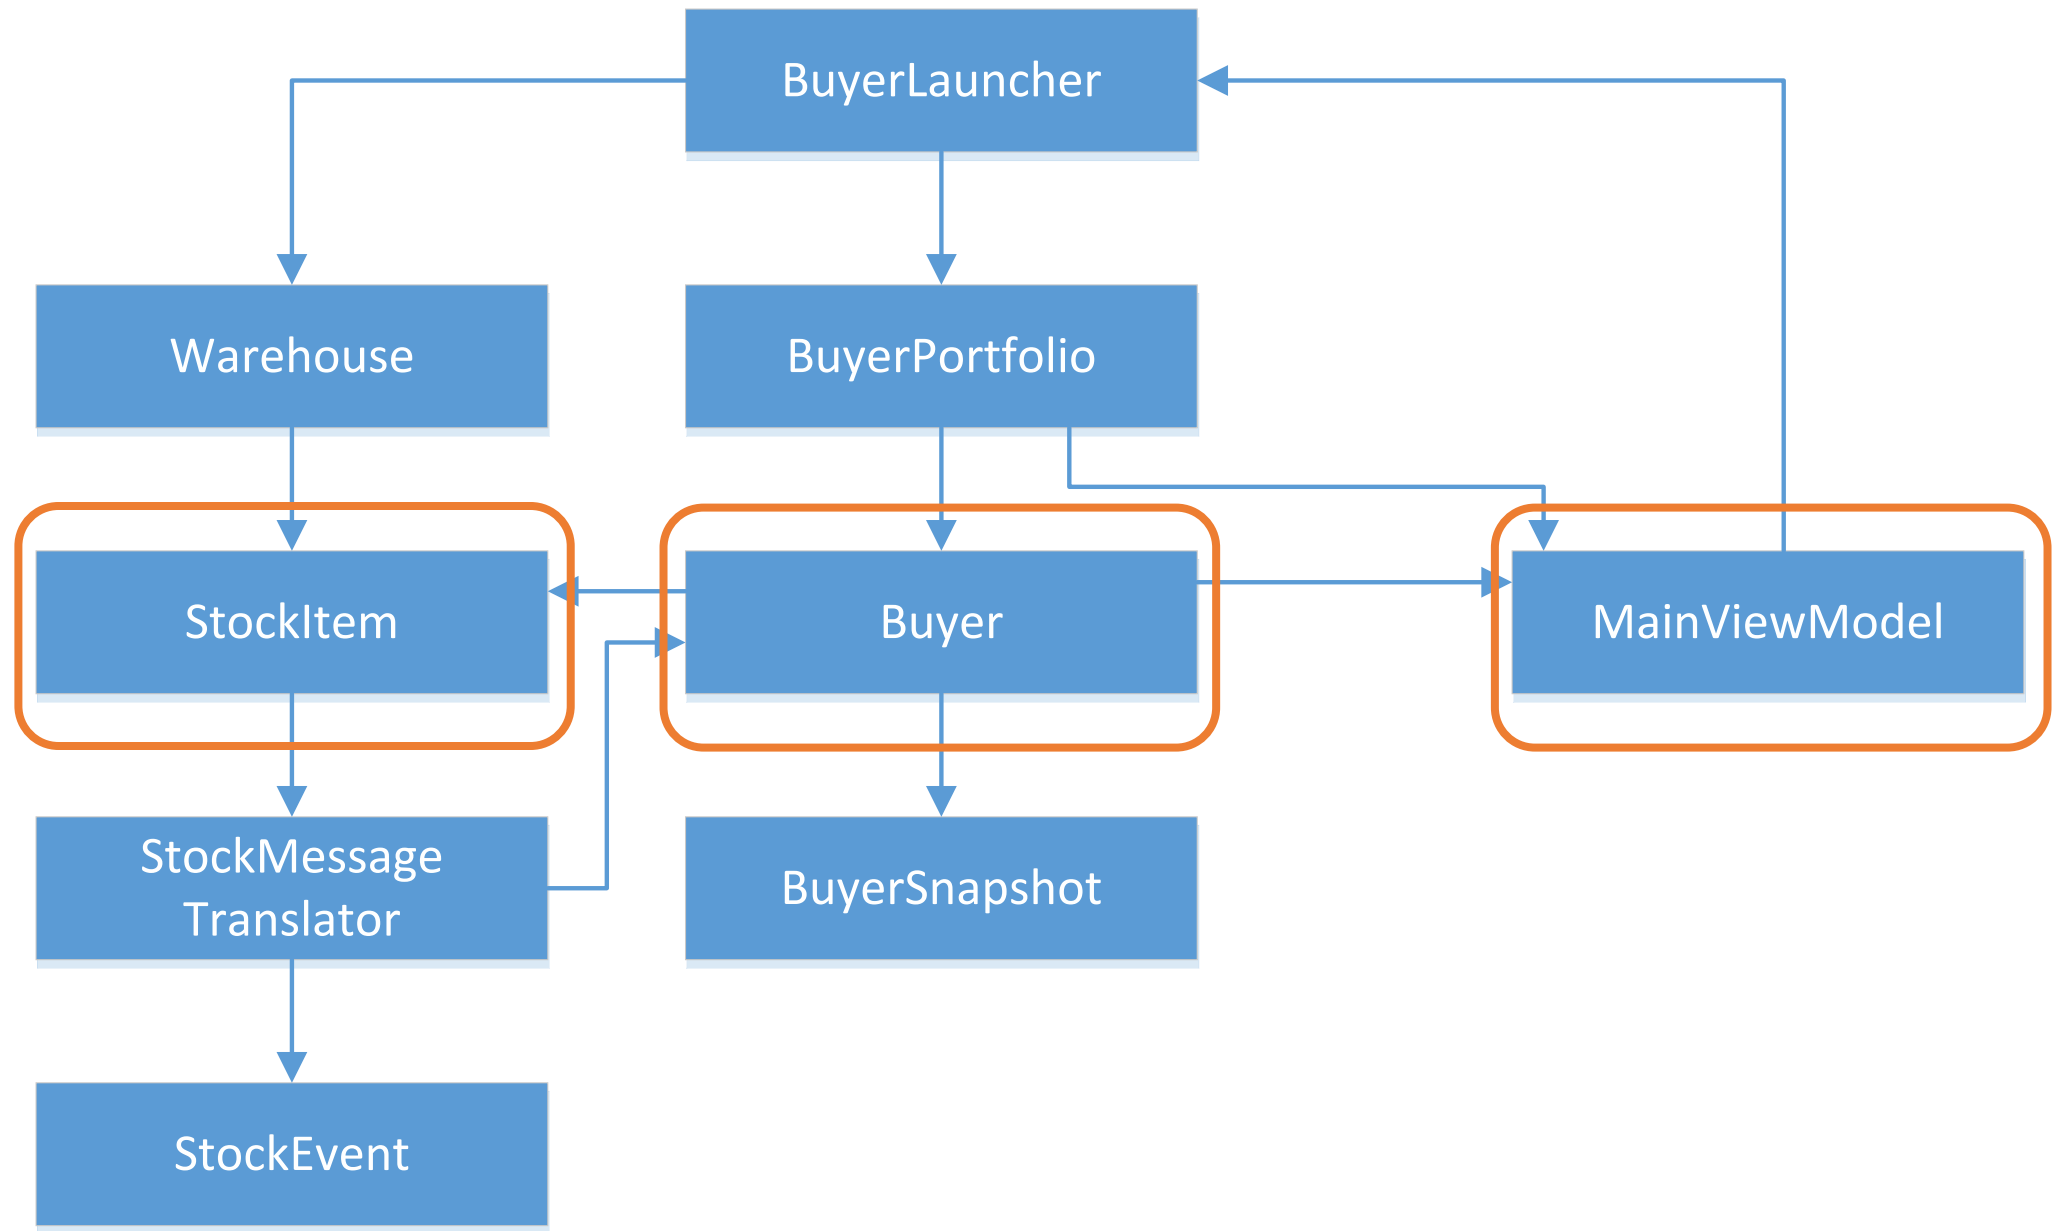 BuyerLauncher
Warehouse
BuyerPortfolio
StockItem
Buyer
MainViewModel
StockMessage
Translator
BuyerSnapshot
StockEvent